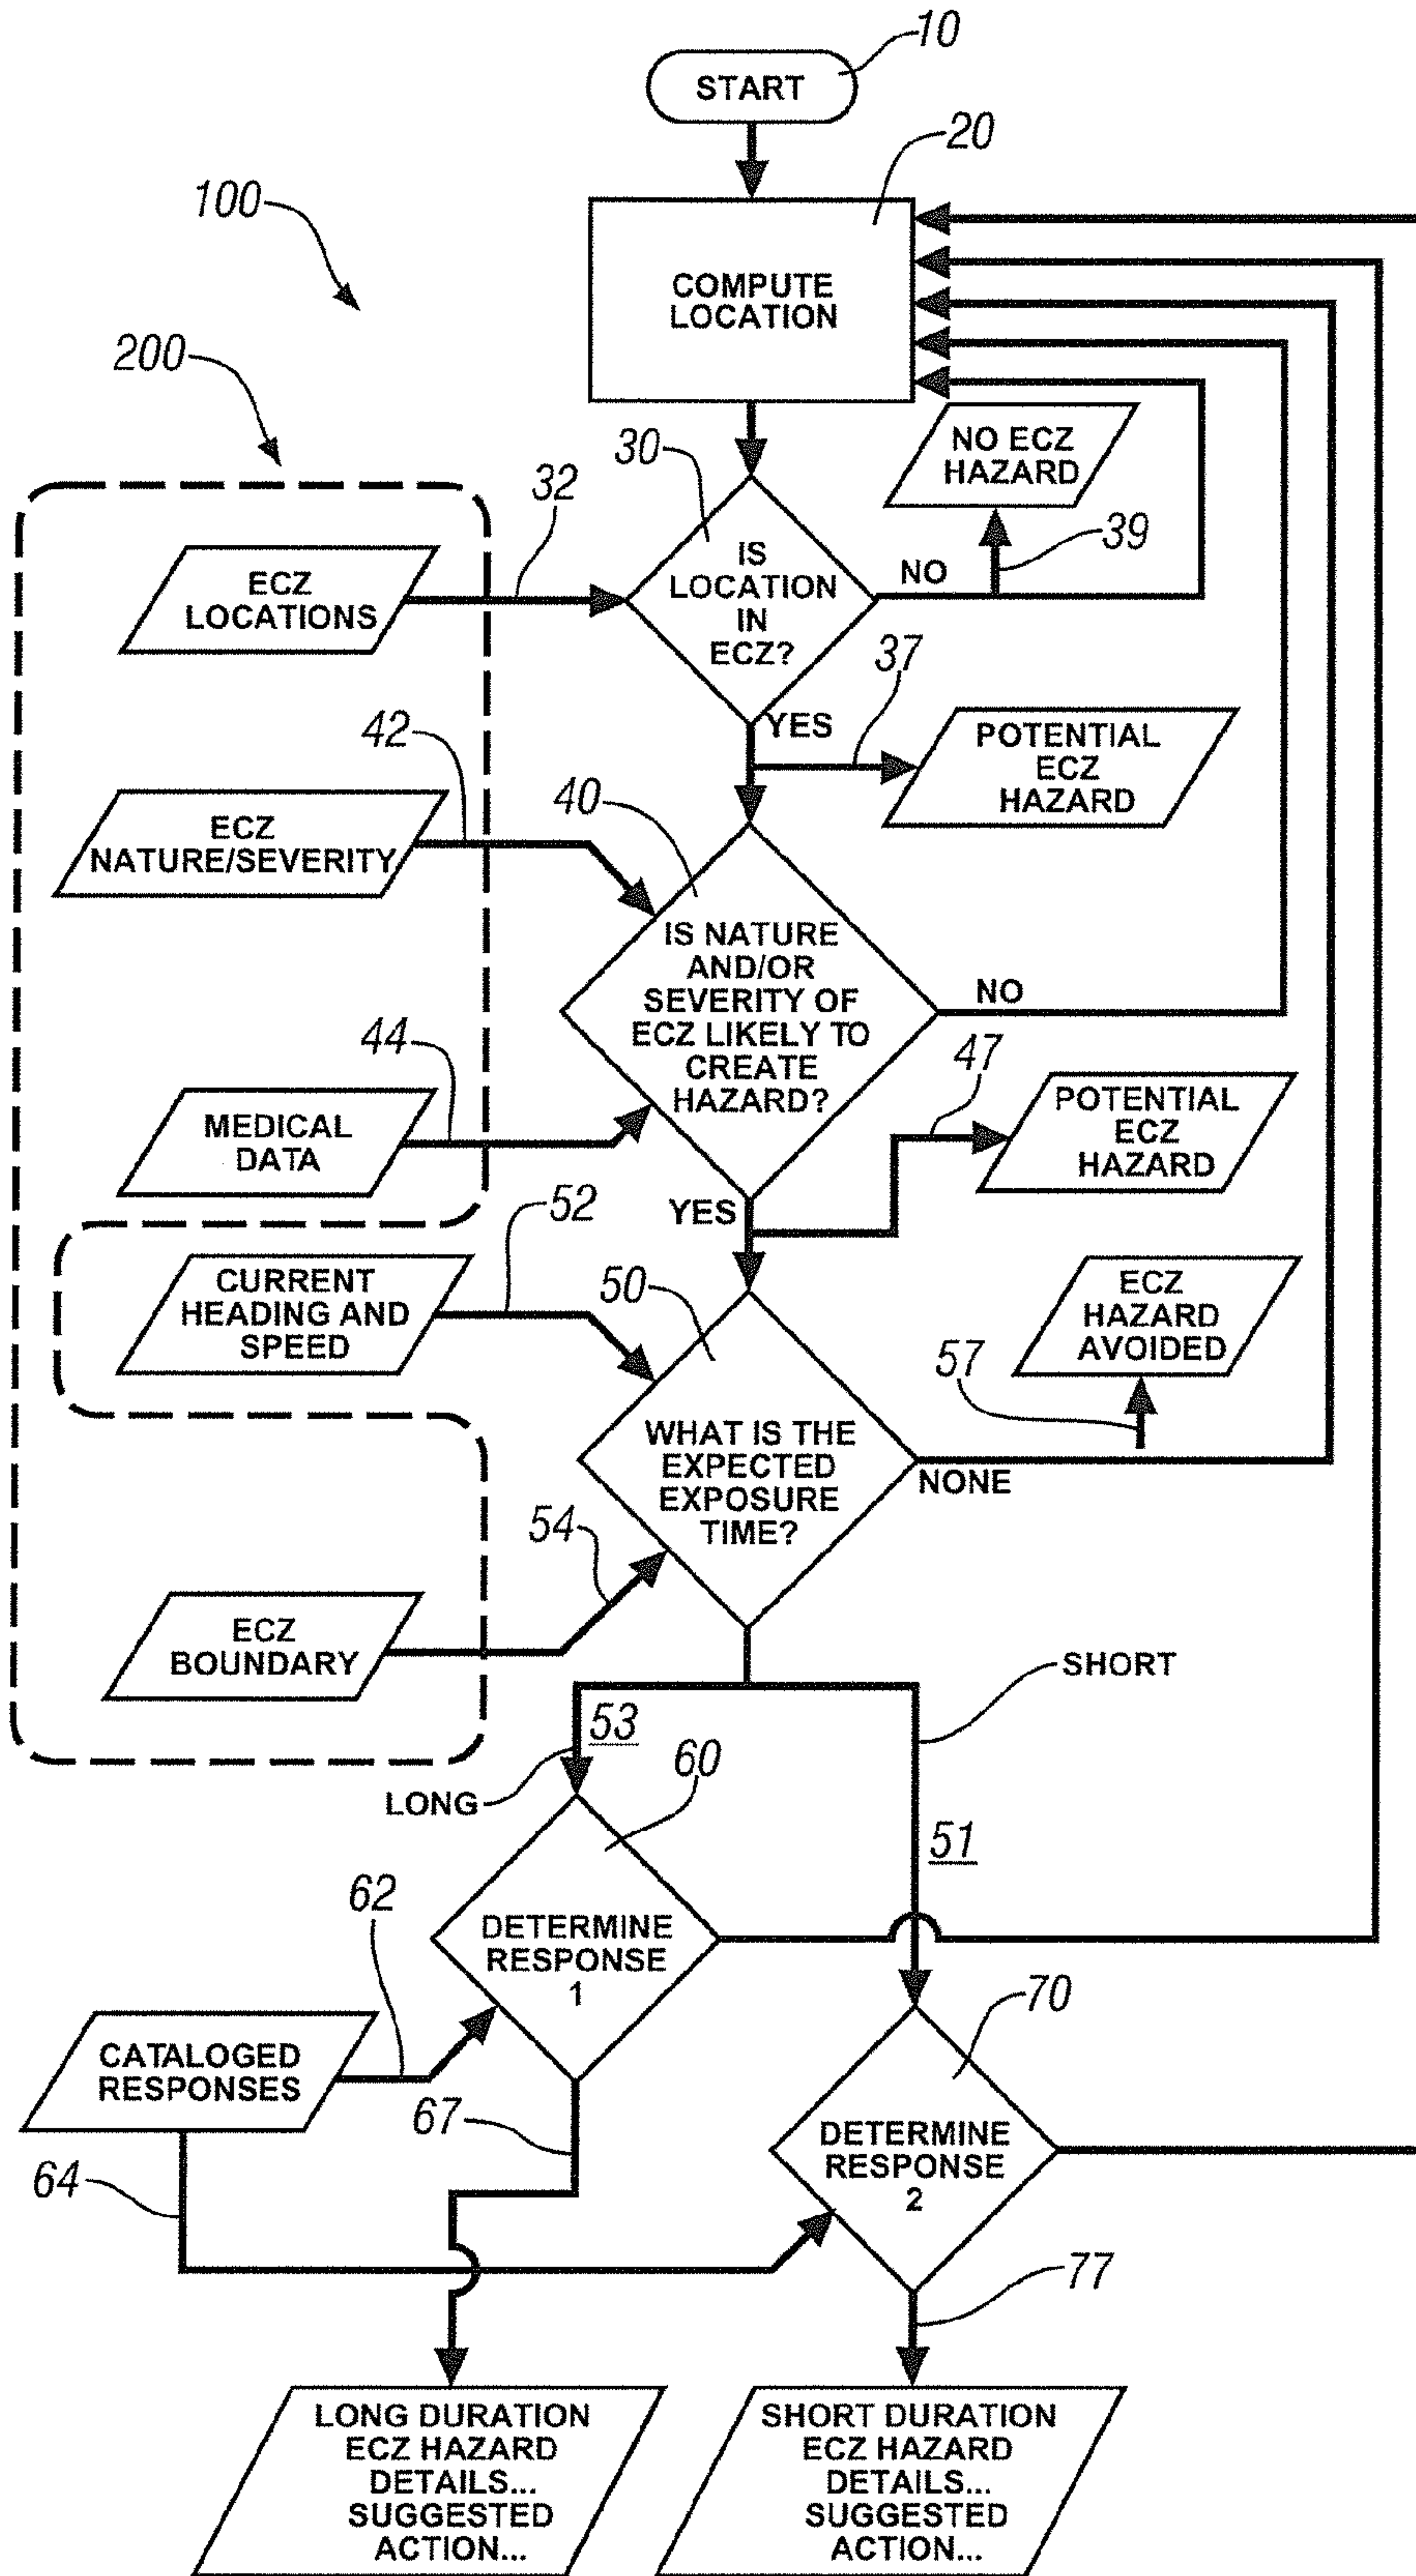 10
START
20
100
COMPUTE
LOCATION
200
NO ECZ
HAZARD
30
32
39
ECZ
LOCATIONS
IS
LOCATION
IN
ECZ?
NO
37
YES
42
POTENTIAL
ECZ
HAZARD
40
ECZ
NATURE/SEVERITY
IS NATURE
AND/OR
SEVERITY OF
ECZ LIKELY TO
CREATE
HAZARD?
NO
44
47
MEDICAL
DATA
POTENTIAL
ECZ
HAZARD
YES
52
50
CURRENT
HEADING AND
SPEED
ECZ
HAZARD
AVOIDED
57
WHAT IS THE
EXPECTED
EXPOSURE
TIME?
NONE
54
ECZ
BOUNDARY
SHORT
53
60
LONG
51
62
DETERMINE
RESPONSE
1
70
CATALOGED
RESPONSES
67
DETERMINE
RESPONSE
2
64
77
LONG DURATION
ECZ HAZARD
DETAILS...
SUGGESTED
ACTION...
SHORT DURATION
ECZ HAZARD
DETAILS...
SUGGESTED
ACTION...